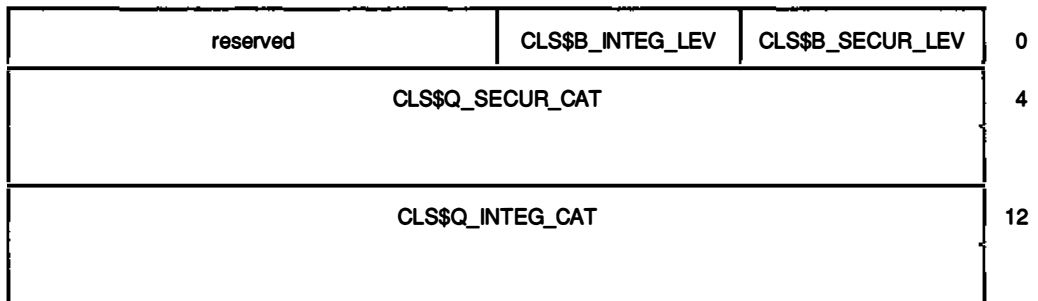 reserved CLS$B_INTEG_LEV CLS$B_SECUR_LEV 0
CLS$Q_SECUR_CAT 4
CLS$Q_INTEG_CAT 12